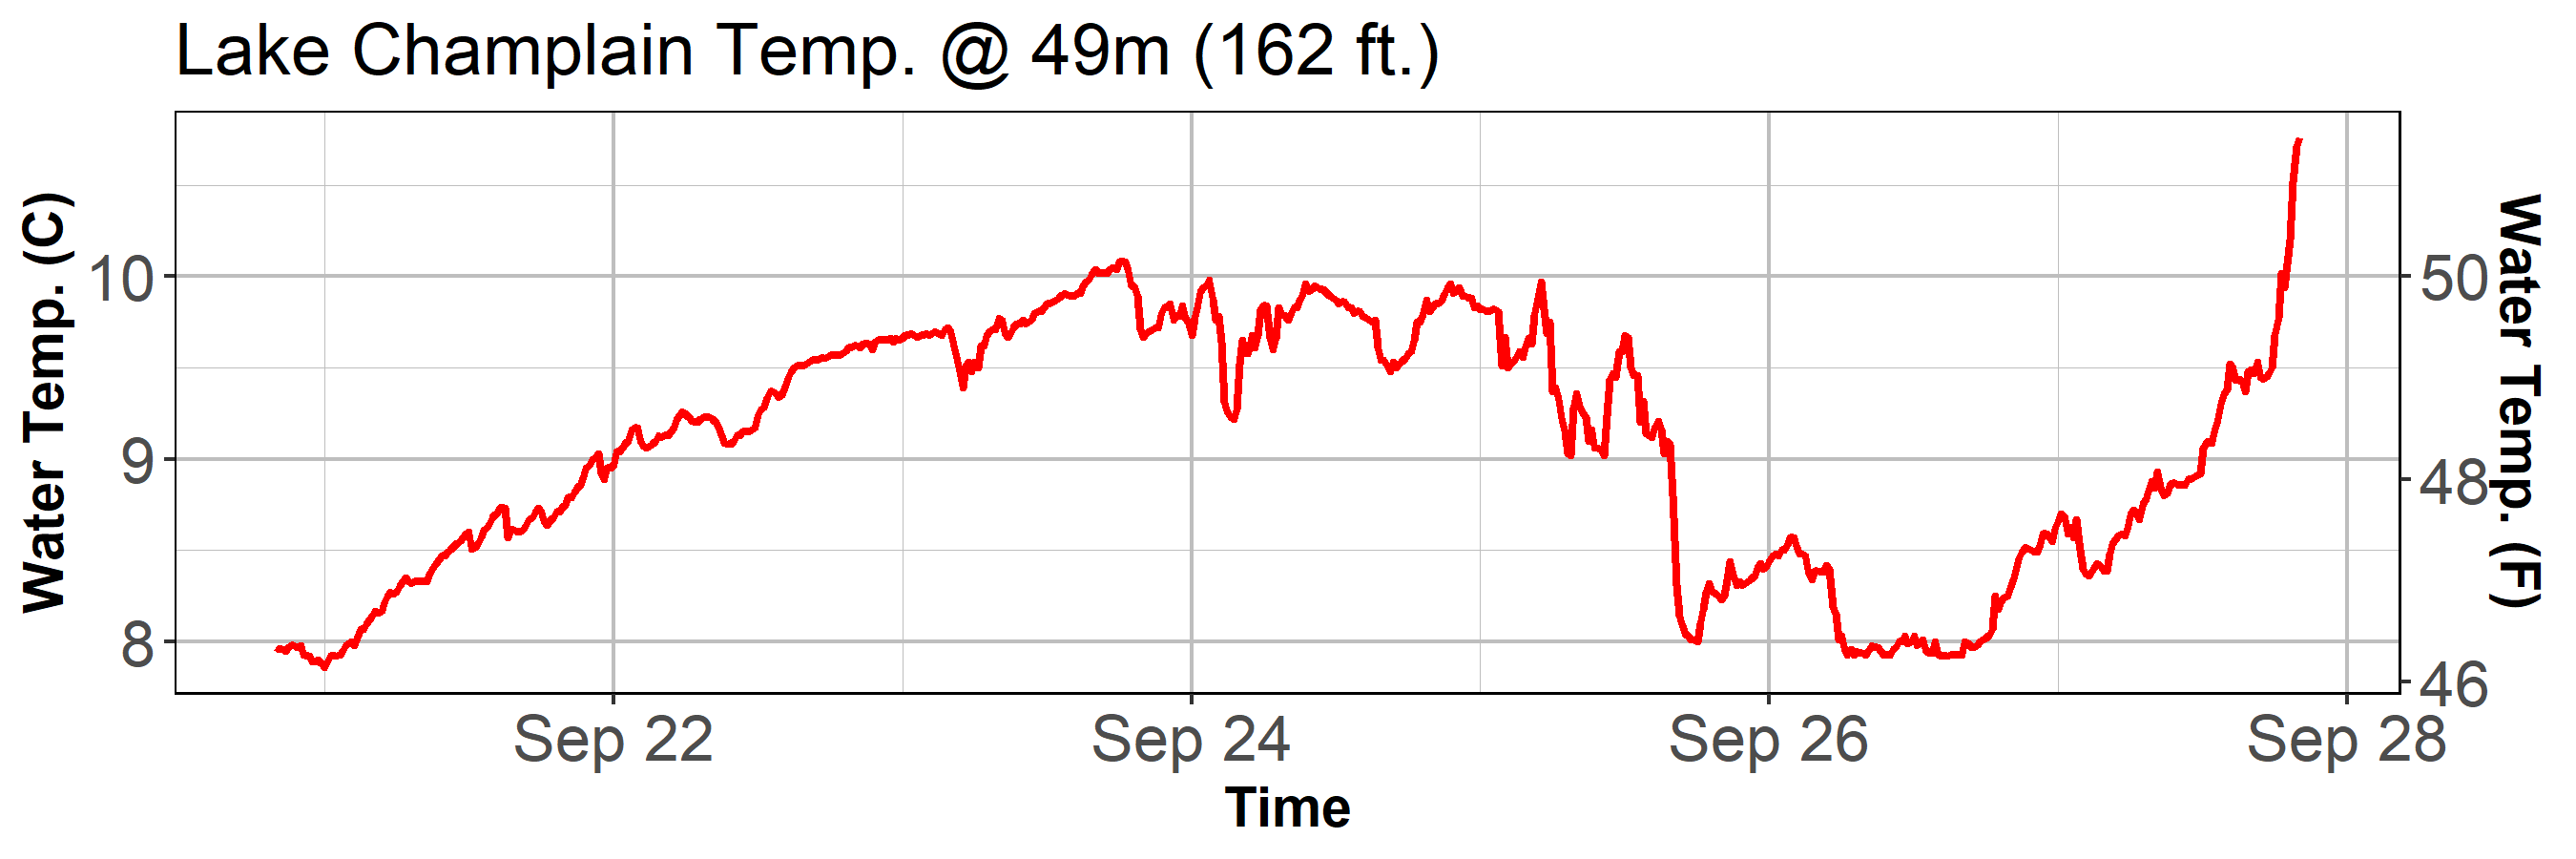 Lake Champlain Temp. @ 49m (162 ft.)
Water Temp. (C)
10
9
8
50
48
46
Water Temp. (F)
Sep 22
Sep 24
Sep 26
Sep 28
Time